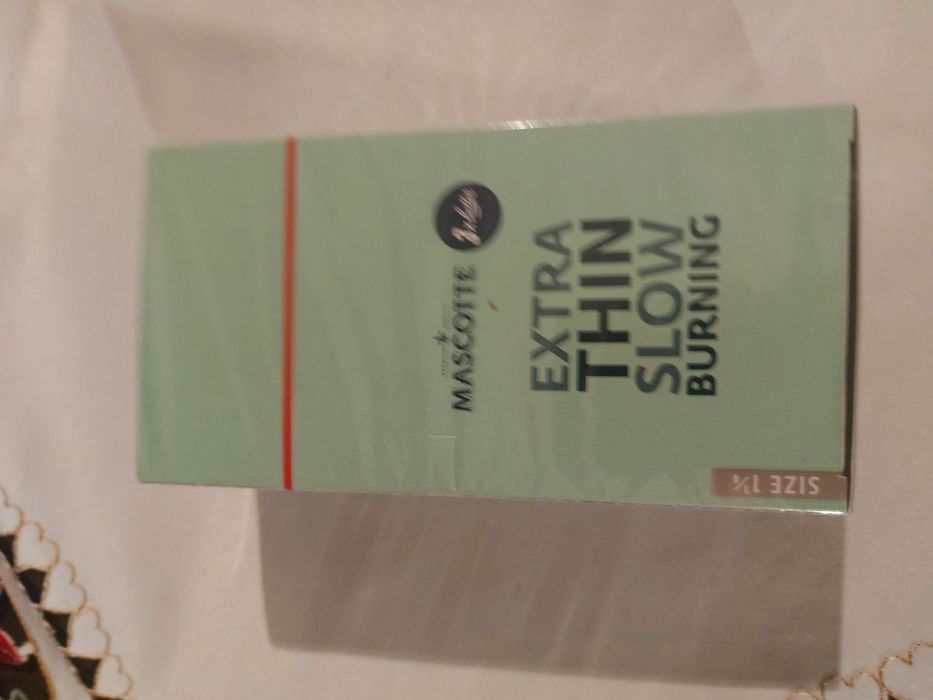 MASCOTTE
EXTRA
THIN
SLOW
BURNING
SIZE 1¼